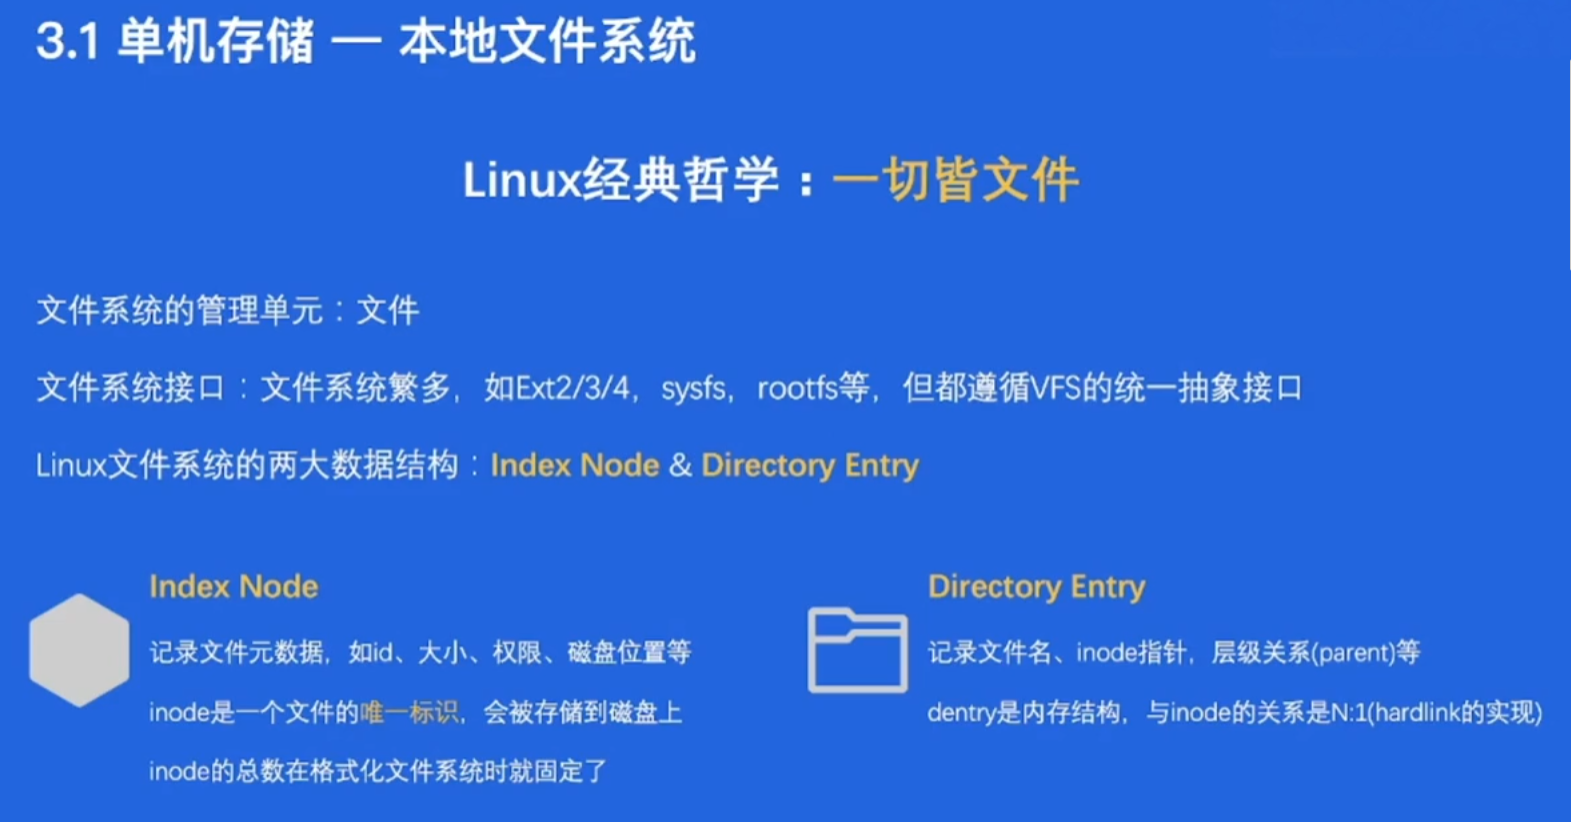 3.1 单机存储 — 本地文件系统
Linux经典哲学：一切皆文件
文件系统的管理单元：文件
文件系统接口：文件系统繁多，如Ext2/3/4，sysfs，rootfs等，但都遵循VFS的统一抽象接口
Linux文件系统的两大数据结构：Index Node & Directory Entry
Index Node
记录文件元数据，如id、大小、权限、磁盘位置等
inode是一个文件的唯一标识，会被存储到磁盘上
inode的总数在格式化文件系统时就固定了
Directory Entry
记录文件名、inode指针，层级关系(parent)等
dentry是内存结构，与inode的关系是N:1(hardlink的实现)